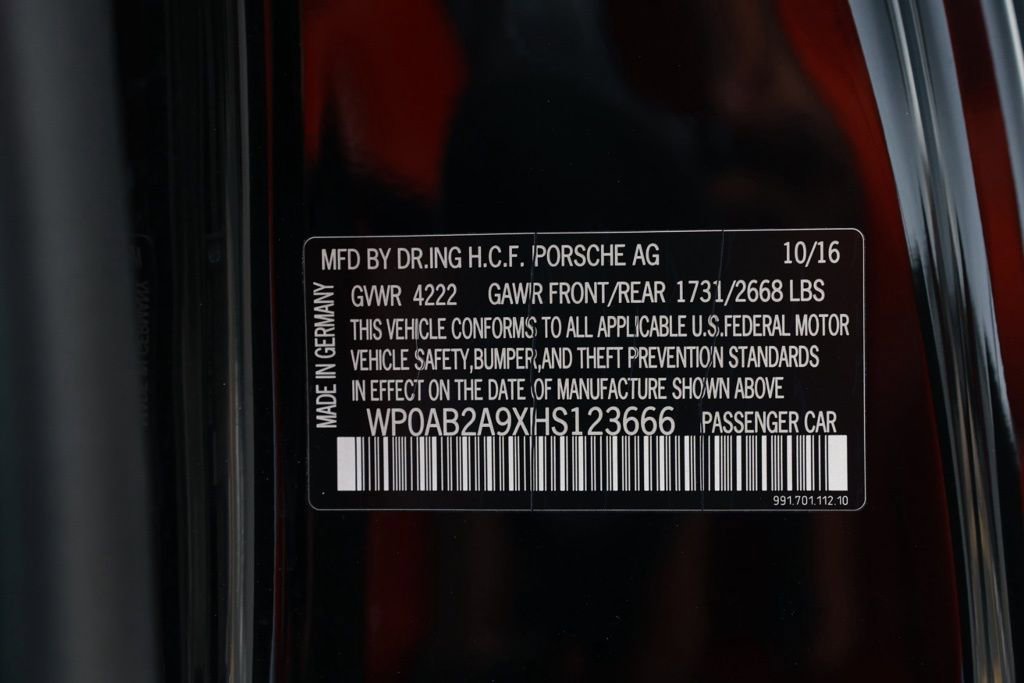 MFD BY DR.ING H.C.F. PORSCHE AG 10/16
GVWR 4222 GAWR FRONT/REAR 1731/2668 LBS
THIS VEHICLE CONFORMS TO ALL APPLICABLE U.S.FEDERAL MOTOR
VEHICLE SAFETY,BUMPER,AND THEFT PREVENTION STANDARDS
IN EFFECT ON THE DATE OF MANUFACTURE SHOWN ABOVE
WP0AB2A9XHS123666 PASSENGER CAR
991.701.112.10
MADE IN GERMANY